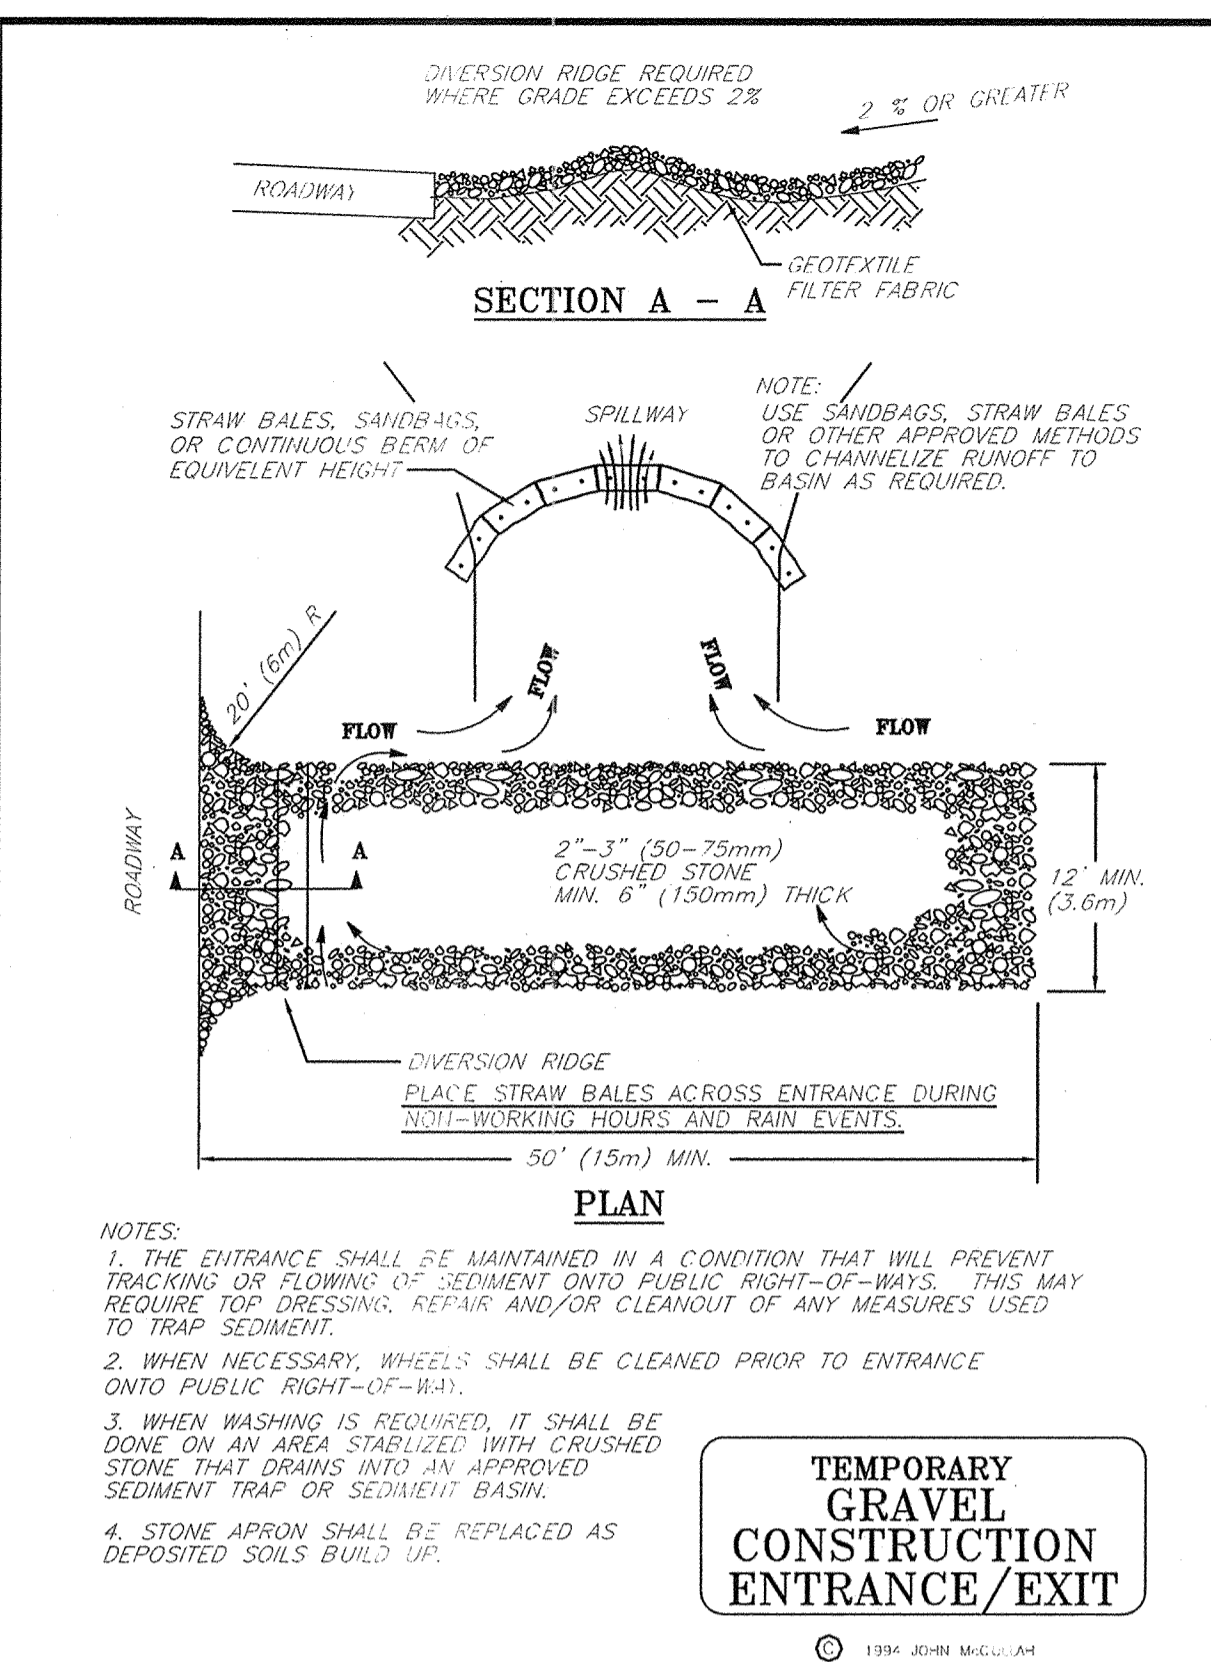 DIVERSION RIDGE REQUIRED
WHERE GRADE EXCEEDS 2%
2 % OR GREATER
ROADWAY
GEOTEXTILE
FILTER FABRIC
SECTION A - A
STRAW BALES, SANDBAGS,
OR CONTINUOUS BERM OF
EQUIVELENT HEIGHT
SPILLWAY
NOTE:
USE SANDBAGS, STRAW BALES
OR OTHER APPROVED METHODS
TO CHANNELIZE RUNOFF TO
BASIN AS REQUIRED.
20' (6m) R
FLOW
FLOW
FLOW
FLOW
ROADWAY
A
A
2"-3" (50-75mm)
CRUSHED STONE
MIN. 6" (150mm) THICK
12' MIN.
(3.6m)
DIVERSION RIDGE
PLACE STRAW BALES ACROSS ENTRANCE DURING
NON-WORKING HOURS AND RAIN EVENTS.
50' (15m) MIN.
PLAN
NOTES:
1. THE ENTRANCE SHALL BE MAINTAINED IN A CONDITION THAT WILL PREVENT
TRACKING OR FLOWING OF SEDIMENT ONTO PUBLIC RIGHT-OF-WAYS. THIS MAY
REQUIRE TOP DRESSING, REPAIR AND/OR CLEANOUT OF ANY MEASURES USED
TO TRAP SEDIMENT.
2. WHEN NECESSARY, WHEELS SHALL BE CLEANED PRIOR TO ENTRANCE
ONTO PUBLIC RIGHT-OF-WAY.
3. WHEN WASHING IS REQUIRED, IT SHALL BE
DONE ON AN AREA STABLIZED WITH CRUSHED
STONE THAT DRAINS INTO AN APPROVED
SEDIMENT TRAP OR SEDIMENT BASIN.
4. STONE APRON SHALL BE REPLACED AS
DEPOSITED SOILS BUILD UP.
TEMPORARY
GRAVEL
CONSTRUCTION
ENTRANCE/EXIT
© 1994 JOHN McCULLAH